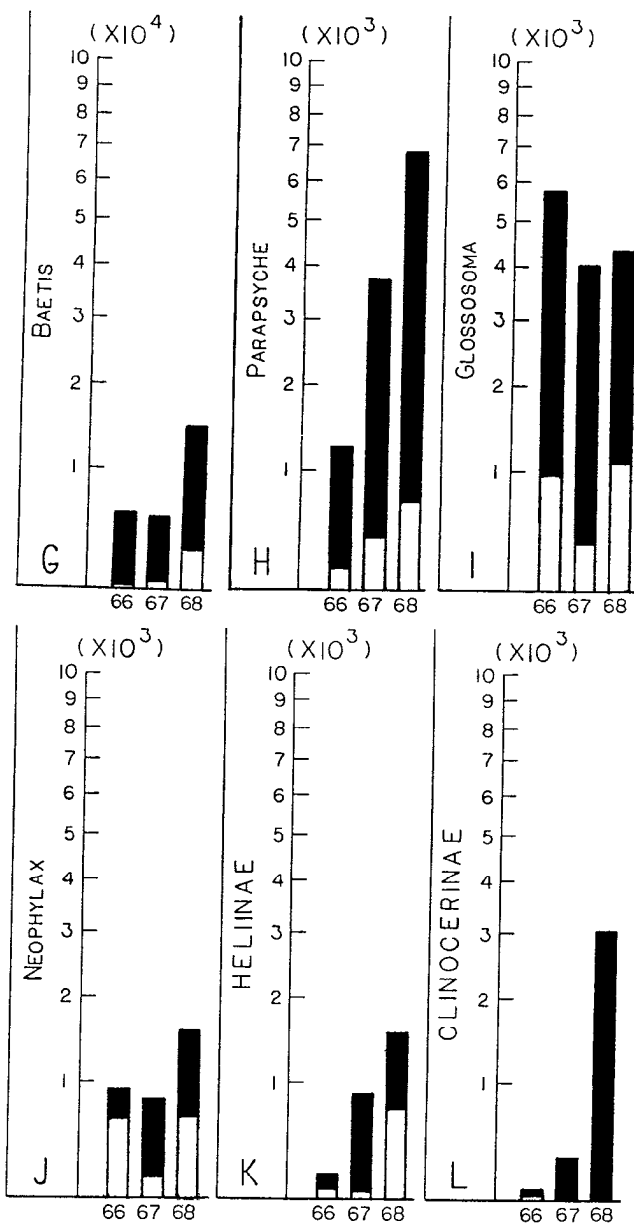 (X10⁴) (X10³) (X10³)
10 10 10
9 9 9
8 8 8
7 7 7
6 6 6
5 5 5
4 4 4
3 3 3
2 2 2
1 1 1
BAETIS PARAPSYCHE GLOSSOSOMA
G H I
66 67 68 66 67 68 66 67 68
(X10³) (X10³) (X10³)
10 10 10
9 9 9
8 8 8
7 7 7
6 6 6
5 5 5
4 4 4
3 3 3
2 2 2
1 1 1
NEOPHYLAX HELIINAE CLINOCERINAE
J K L
66 67 68 66 67 68 66 67 68